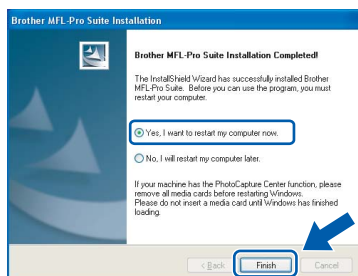 Brother MFL-Pro Suite Installation
Brother MFL-Pro Suite Installation Completed!
The InstallShield Wizard has successfully installed Brother
MFL-Pro Suite. Before you can use the program, you must
restart your computer.
Yes, I want to restart my computer now.
No, I will restart my computer later.
If your machine has the PhotoCapture Center function, please
remove all media cards before restarting Windows.
Please do not insert a media card until Windows has finished
loading.
< Back
Finish
Cancel